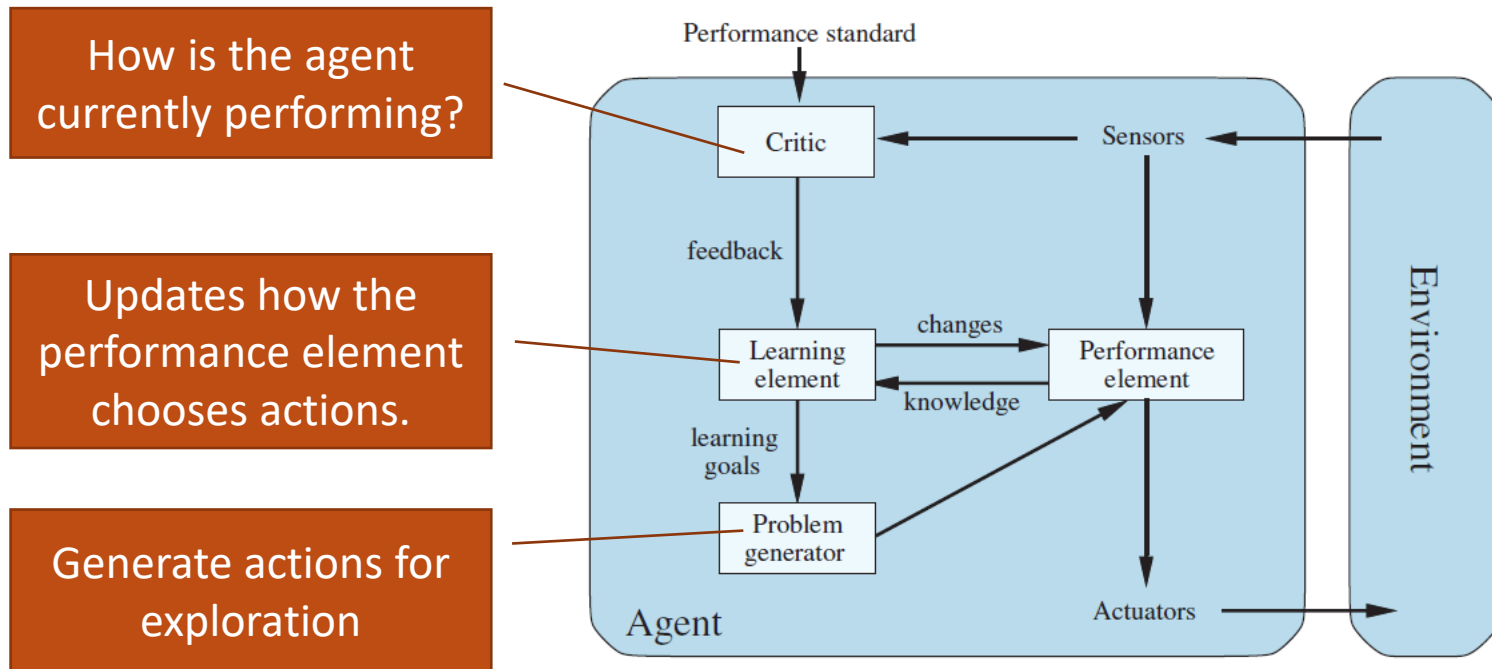 How is the agent
currently performing?
Updates how the
performance element
chooses actions.
Generate actions for
exploration
Performance standard
Critic
Sensors
feedback
changes
Learning
element
Performance
element
knowledge
learning
goals
Problem
generator
Actuators
Agent
Environment